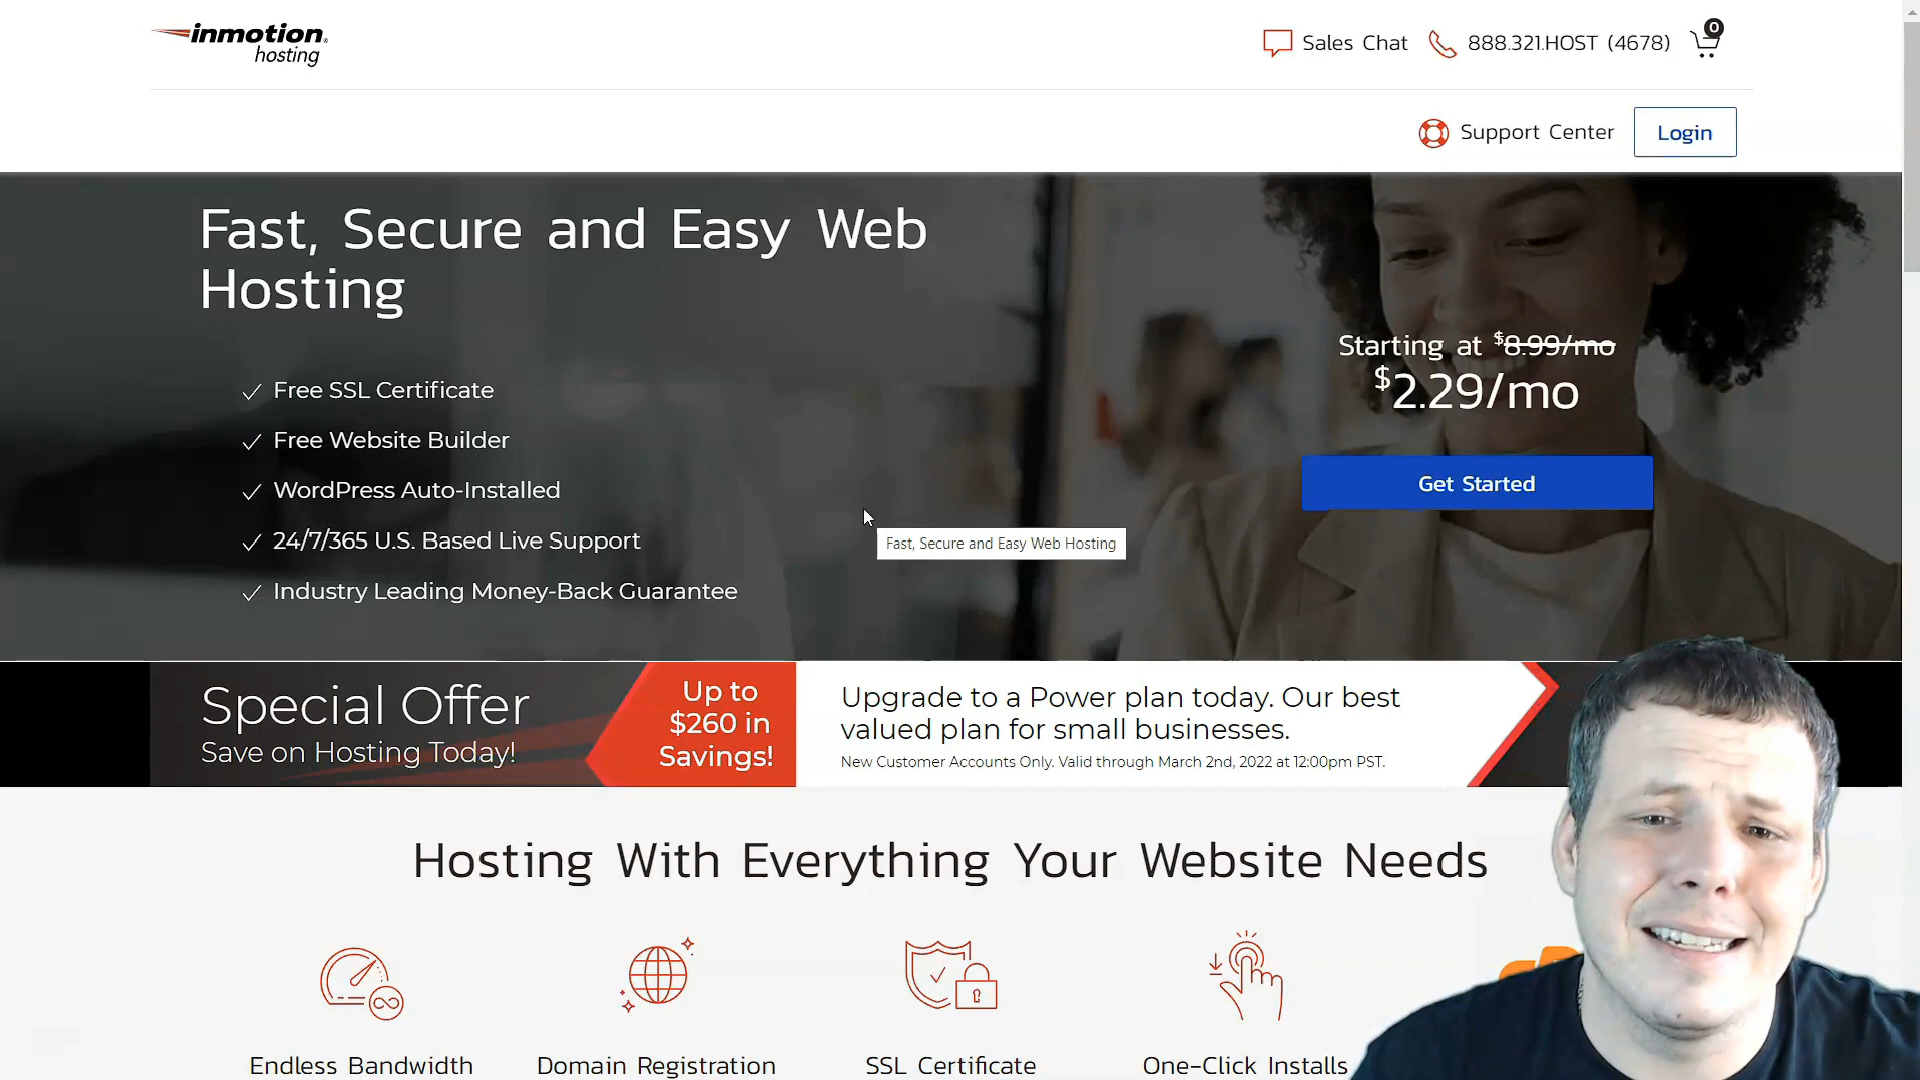 inmotion
hosting
Sales Chat
888.321.HOST (4678)
0
Support Center
Login
Fast, Secure and Easy Web
Hosting
Free SSL Certificate
Free Website Builder
WordPress Auto-Installed
24/7/365 U.S. Based Live Support
Industry Leading Money-Back Guarantee
Starting at $8.99/mo
$2.29/mo
Get Started
Fast, Secure and Easy Web Hosting
Special Offer
Save on Hosting Today!
Up to
$260 in
Savings!
Upgrade to a Power plan today. Our best
valued plan for small businesses.
New Customer Accounts Only. Valid through March 2nd, 2022 at 12:00pm PST.
Hosting With Everything Your Website Needs
Endless Bandwidth
Domain Registration
SSL Certificate
One-Click Installs